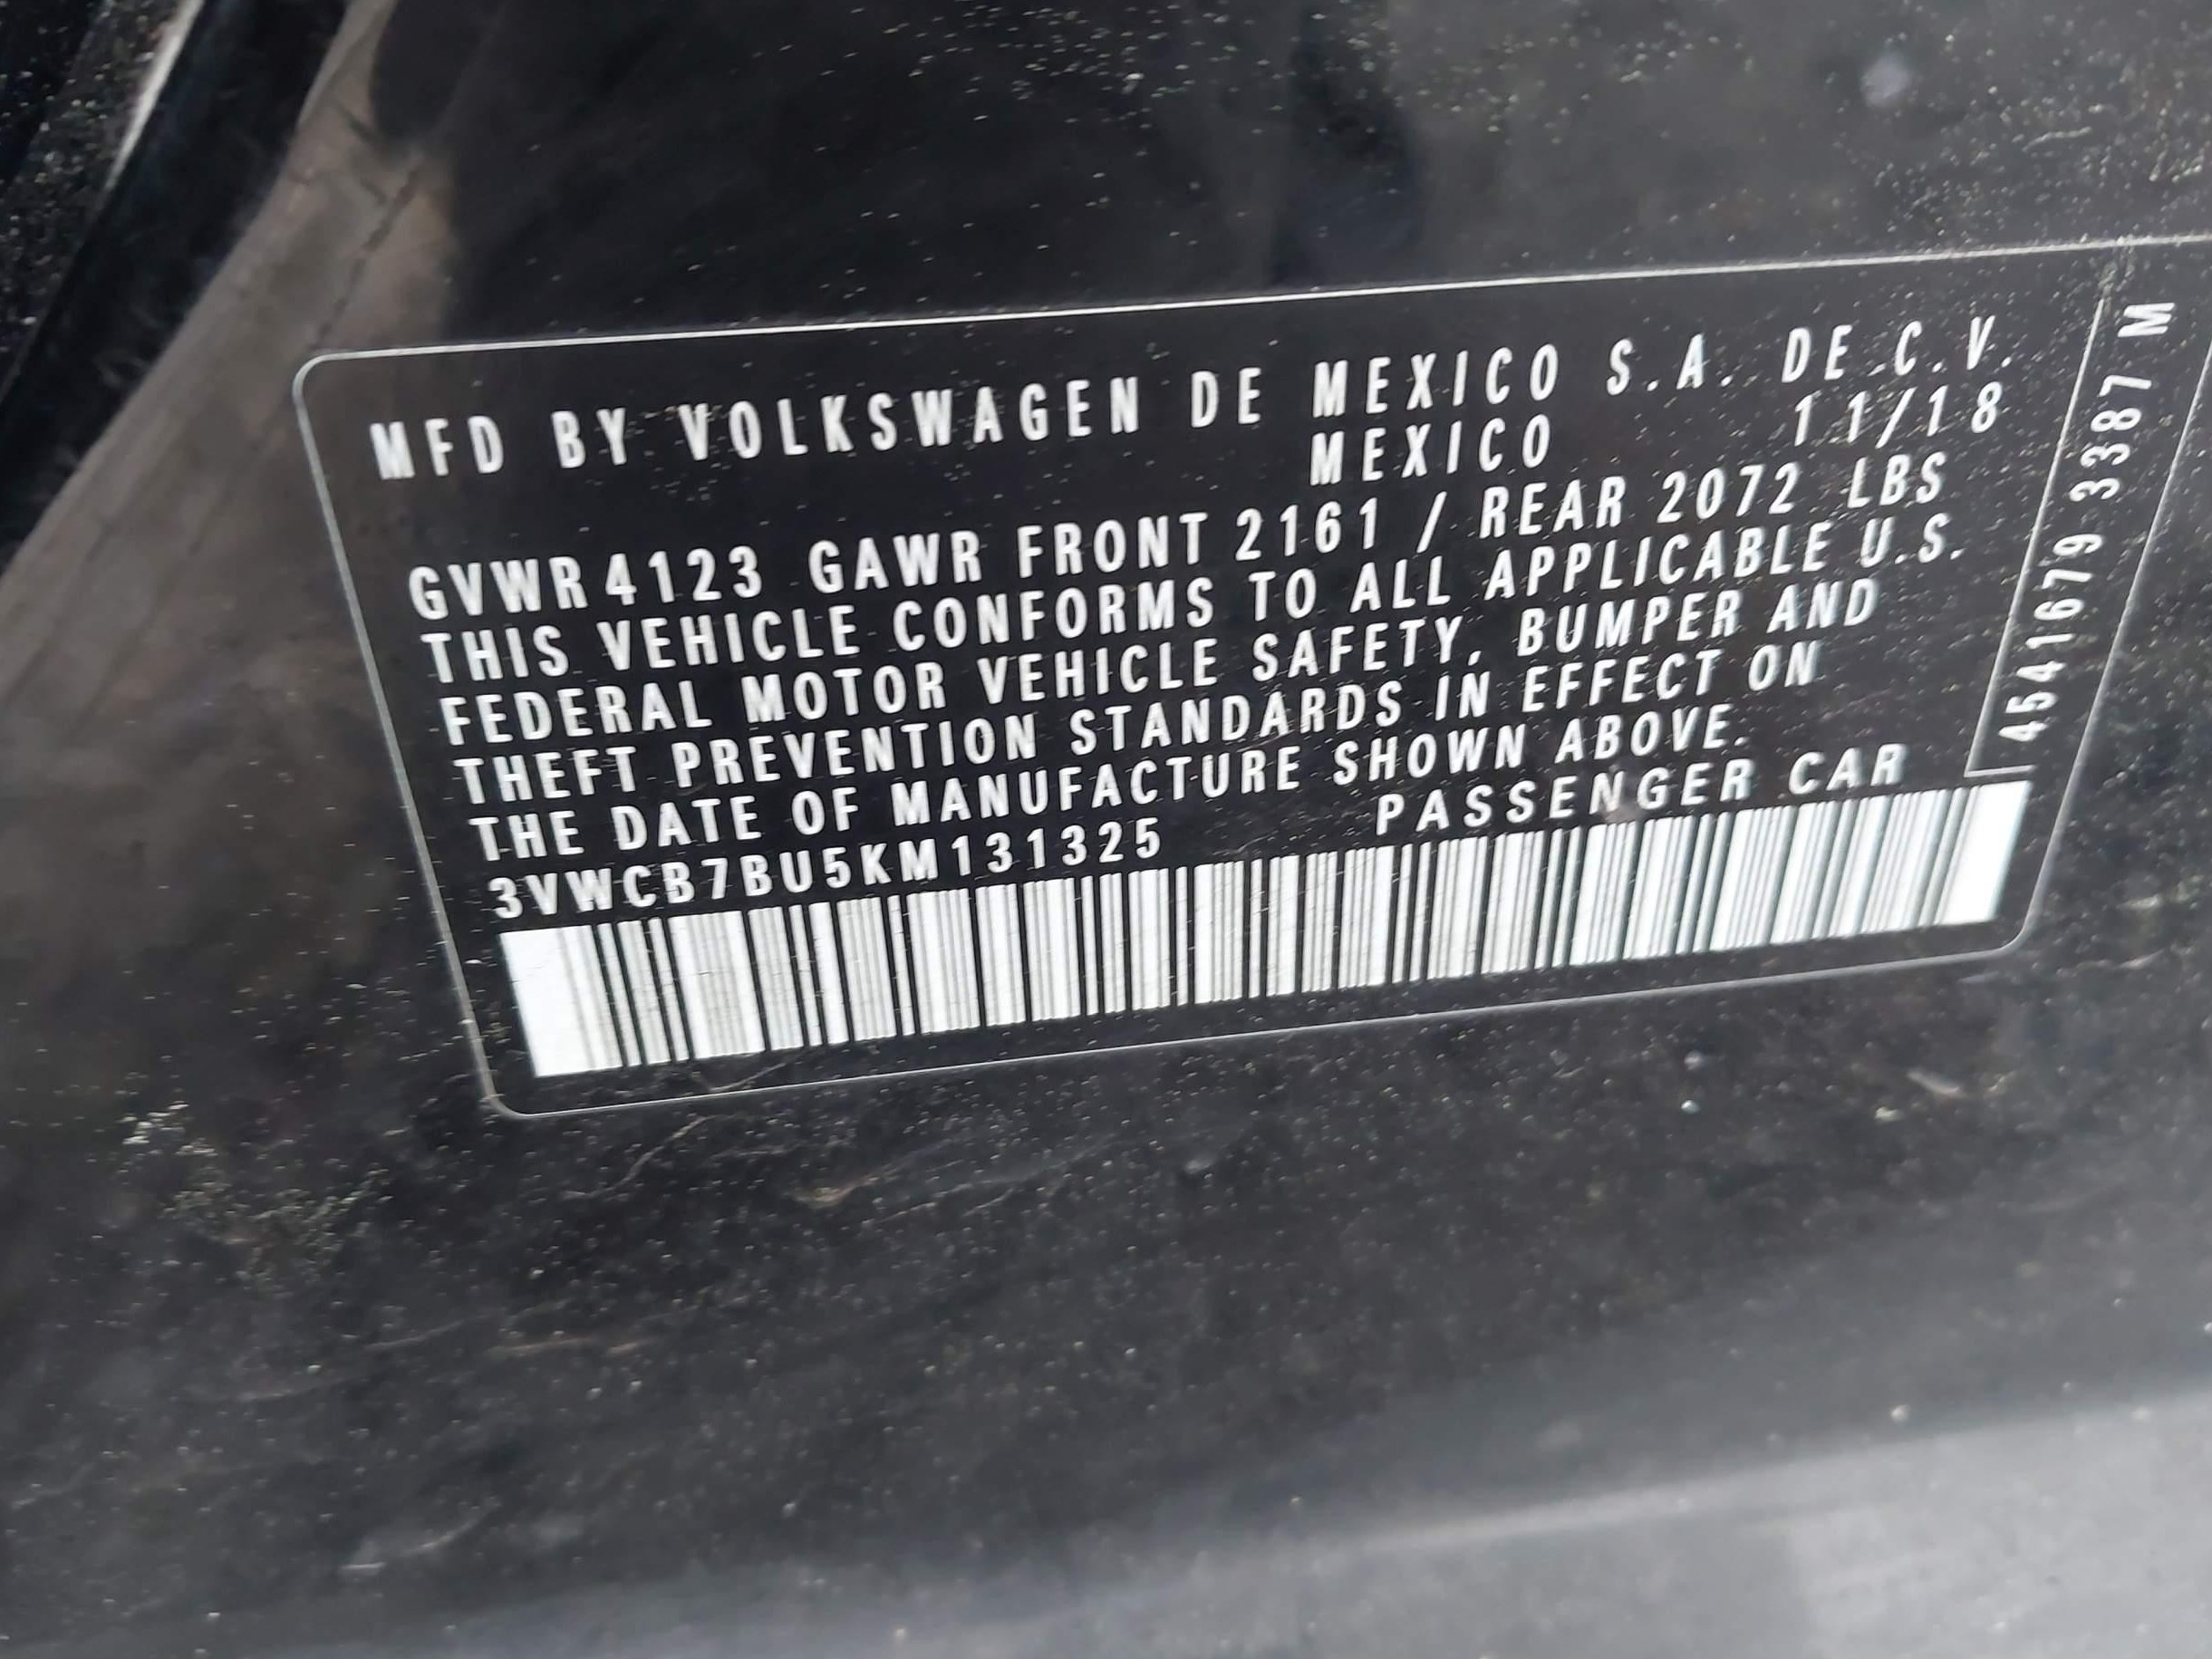 MFD BY VOLKSWAGEN DE MEXICO S.A. DE C.V.
MEXICO 11/18
GVWR 4123 GAWR FRONT 2161 / REAR 2072 LBS
THIS VEHICLE CONFORMS TO ALL APPLICABLE U.S.
FEDERAL MOTOR VEHICLE SAFETY, BUMPER AND
THEFT PREVENTION STANDARDS IN EFFECT ON
THE DATE OF MANUFACTURE SHOWN ABOVE.
3VWCB7BU5KM131325 PASSENGER CAR
4541679 3387 M